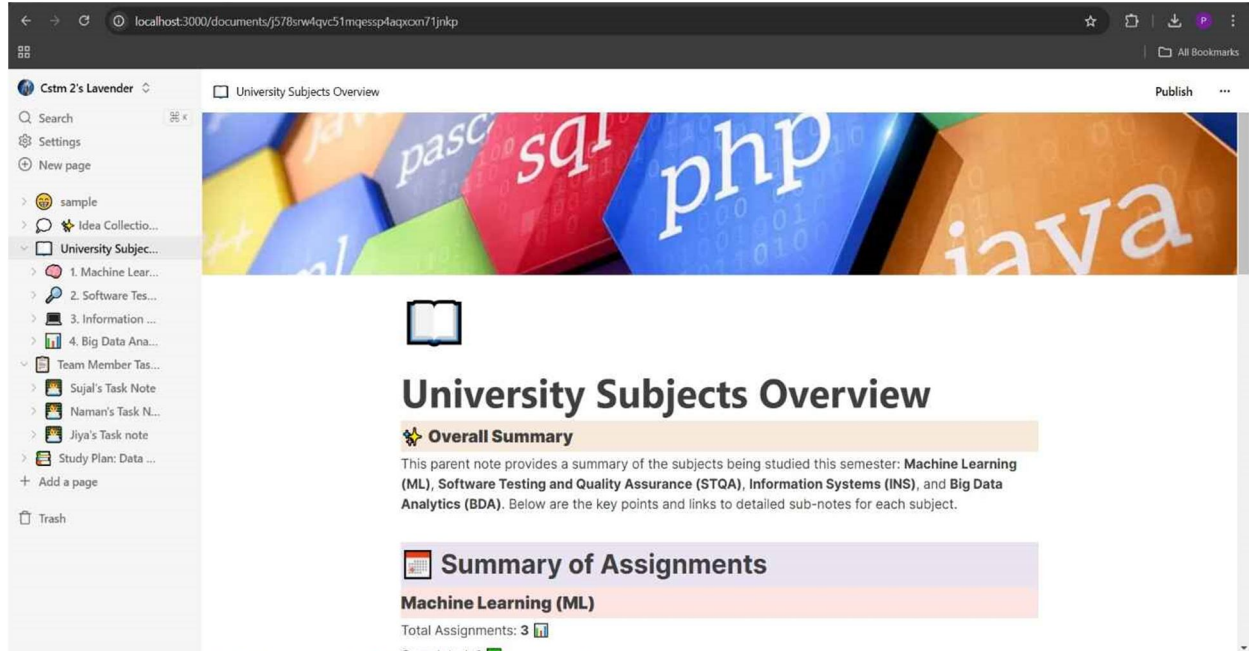 localhost:3000/documents/j578srw4qvc51mqessp4aqxcxn71jnkp
P
All Bookmarks
Cstm 2's Lavender
University Subjects Overview
Publish
Search
⌘ K
Settings
New page
sample
Idea Collectio...
University Subjec...
1. Machine Lear...
2. Software Tes...
3. Information ...
4. Big Data Ana...
Team Member Tas...
Sujal's Task Note
Naman's Task N...
Jiya's Task note
Study Plan: Data ...
Add a page
Trash
java
sql
php
java
University Subjects Overview
Overall Summary
This parent note provides a summary of the subjects being studied this semester: Machine Learning
(ML), Software Testing and Quality Assurance (STQA), Information Systems (INS), and Big Data
Analytics (BDA). Below are the key points and links to detailed sub-notes for each subject.
Summary of Assignments
Machine Learning (ML)
Total Assignments: 3